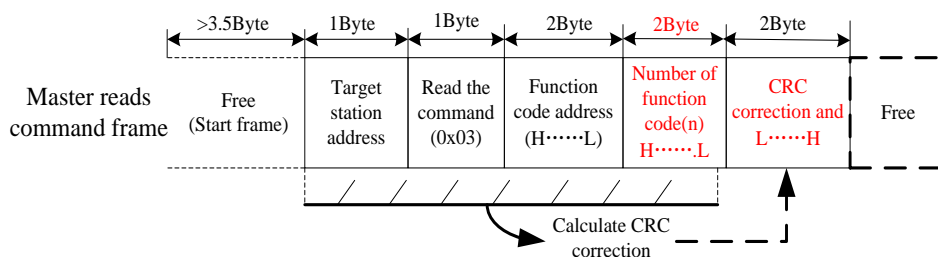 >3.5Byte 1Byte 1Byte 2Byte 2Byte 2Byte
Master reads
command frame
Free
(Start frame)
Target
station
address
Read the
command
(0x03)
Function
code address
(H······L)
Number of
function
code(n)
H·······.L
CRC
correction and
L······H
Free
Calculate CRC
correction